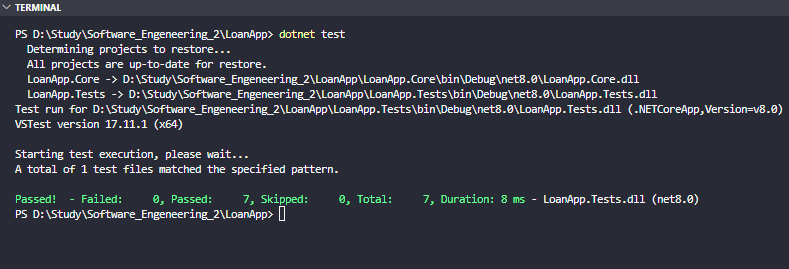 TERMINAL
PS D:\Study\Software_Engeneering_2\LoanApp> dotnet test
Determining projects to restore...
All projects are up-to-date for restore.
LoanApp.Core -> D:\Study\Software_Engeneering_2\LoanApp\LoanApp.Core\bin\Debug\net8.0\LoanApp.Core.dll
LoanApp.Tests -> D:\Study\Software_Engeneering_2\LoanApp\LoanApp.Tests\bin\Debug\net8.0\LoanApp.Tests.dll
Test run for D:\Study\Software_Engeneering_2\LoanApp\LoanApp.Tests\bin\Debug\net8.0\LoanApp.Tests.dll (.NETCoreApp,Version=v8.0)
VSTest version 17.11.1 (x64)
Starting test execution, please wait...
A total of 1 test files matched the specified pattern.
Passed!  - Failed:     0, Passed:     7, Skipped:     0, Total:     7, Duration: 8 ms - LoanApp.Tests.dll (net8.0)
PS D:\Study\Software_Engeneering_2\LoanApp>